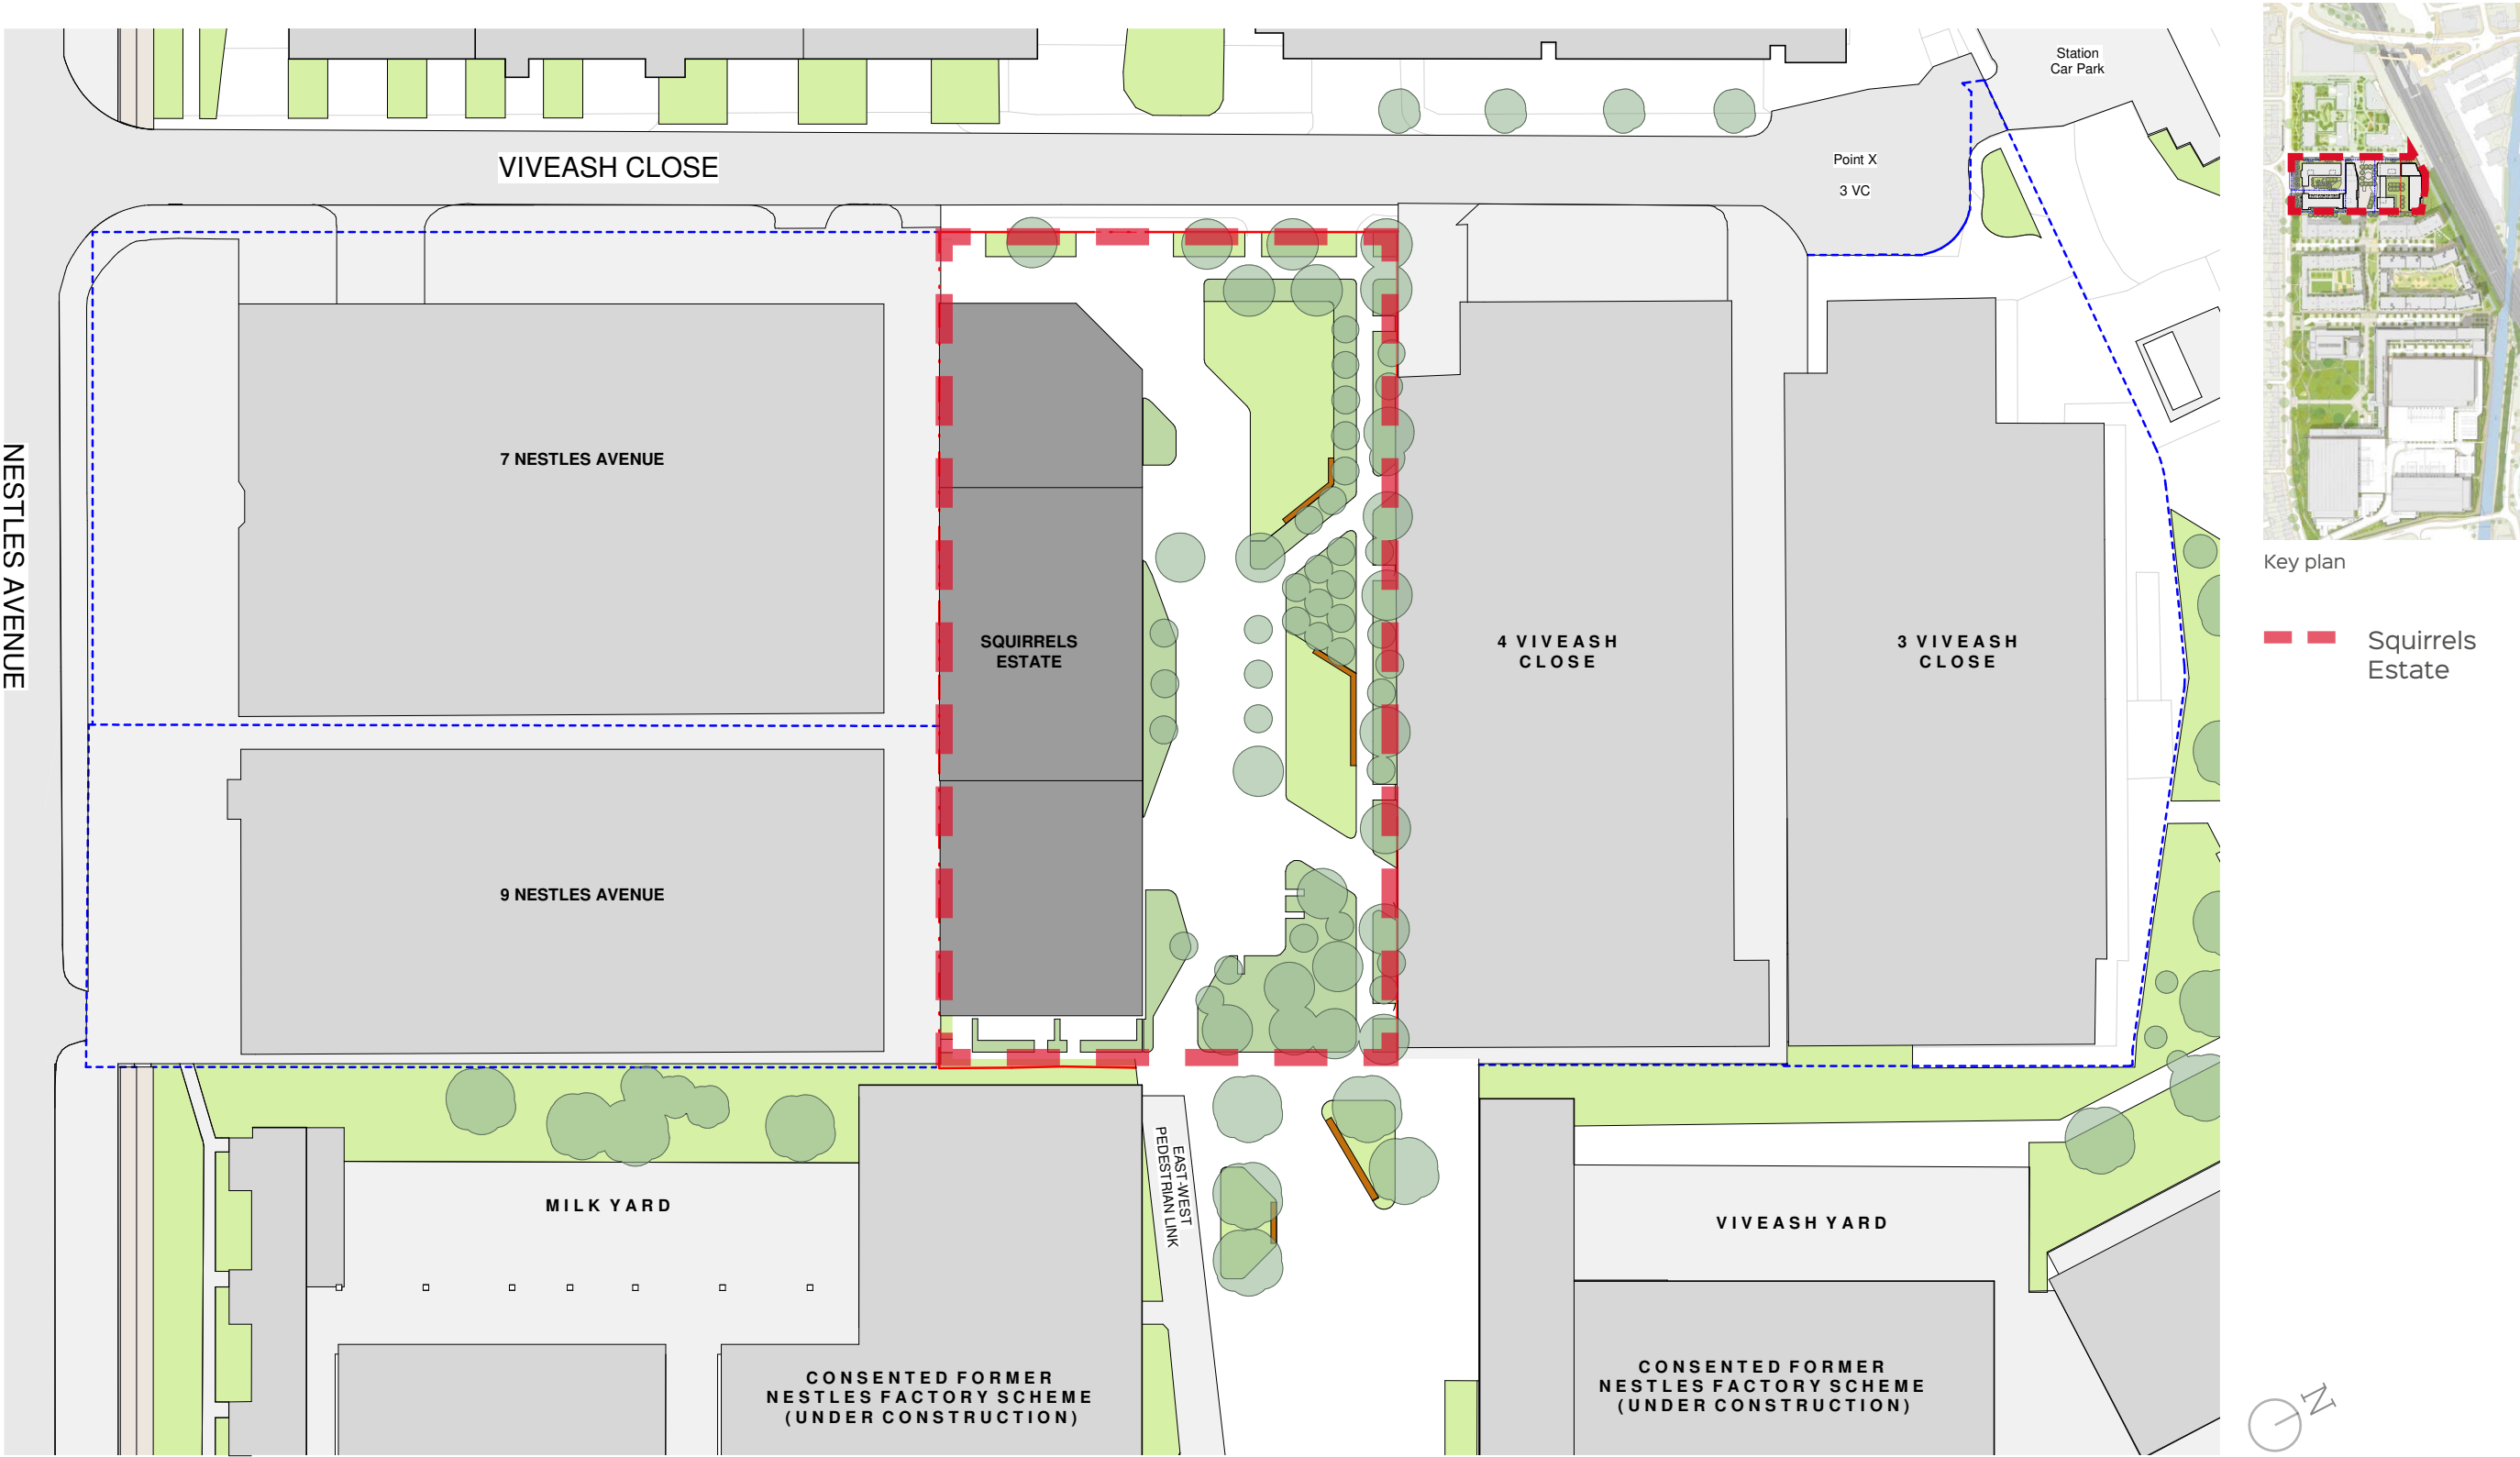 Station
Car Park
VIVEASH CLOSE
Point X
3 VC
NESTLES AVENUE
7 NESTLES AVENUE
SQUIRRELS
ESTATE
4 VIVEASH
CLOSE
3 VIVEASH
CLOSE
9 NESTLES AVENUE
EAST-WEST
PEDESTRIAN LINK
MILK YARD
VIVEASH YARD
CONSENTED FORMER
NESTLES FACTORY SCHEME
(UNDER CONSTRUCTION)
CONSENTED FORMER
NESTLES FACTORY SCHEME
(UNDER CONSTRUCTION)
Key plan
Squirrels
Estate
N